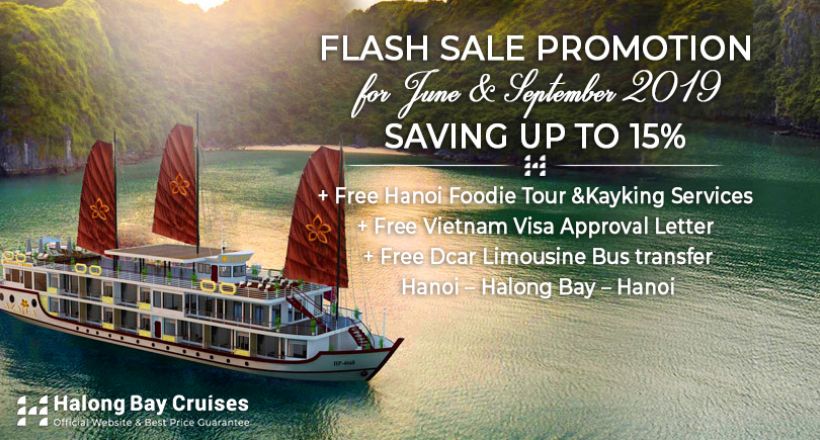 FLASH SALE PROMOTION
for June & September 2019
SAVING UP TO 15%
+ Free Hanoi Foodie Tour &Kayking Services
+ Free Vietnam Visa Approval Letter
+ Free Dcar Limousine Bus transfer
Hanoi – Halong Bay – Hanoi
Halong Bay Cruises
Official Website & Best Price Guarantee